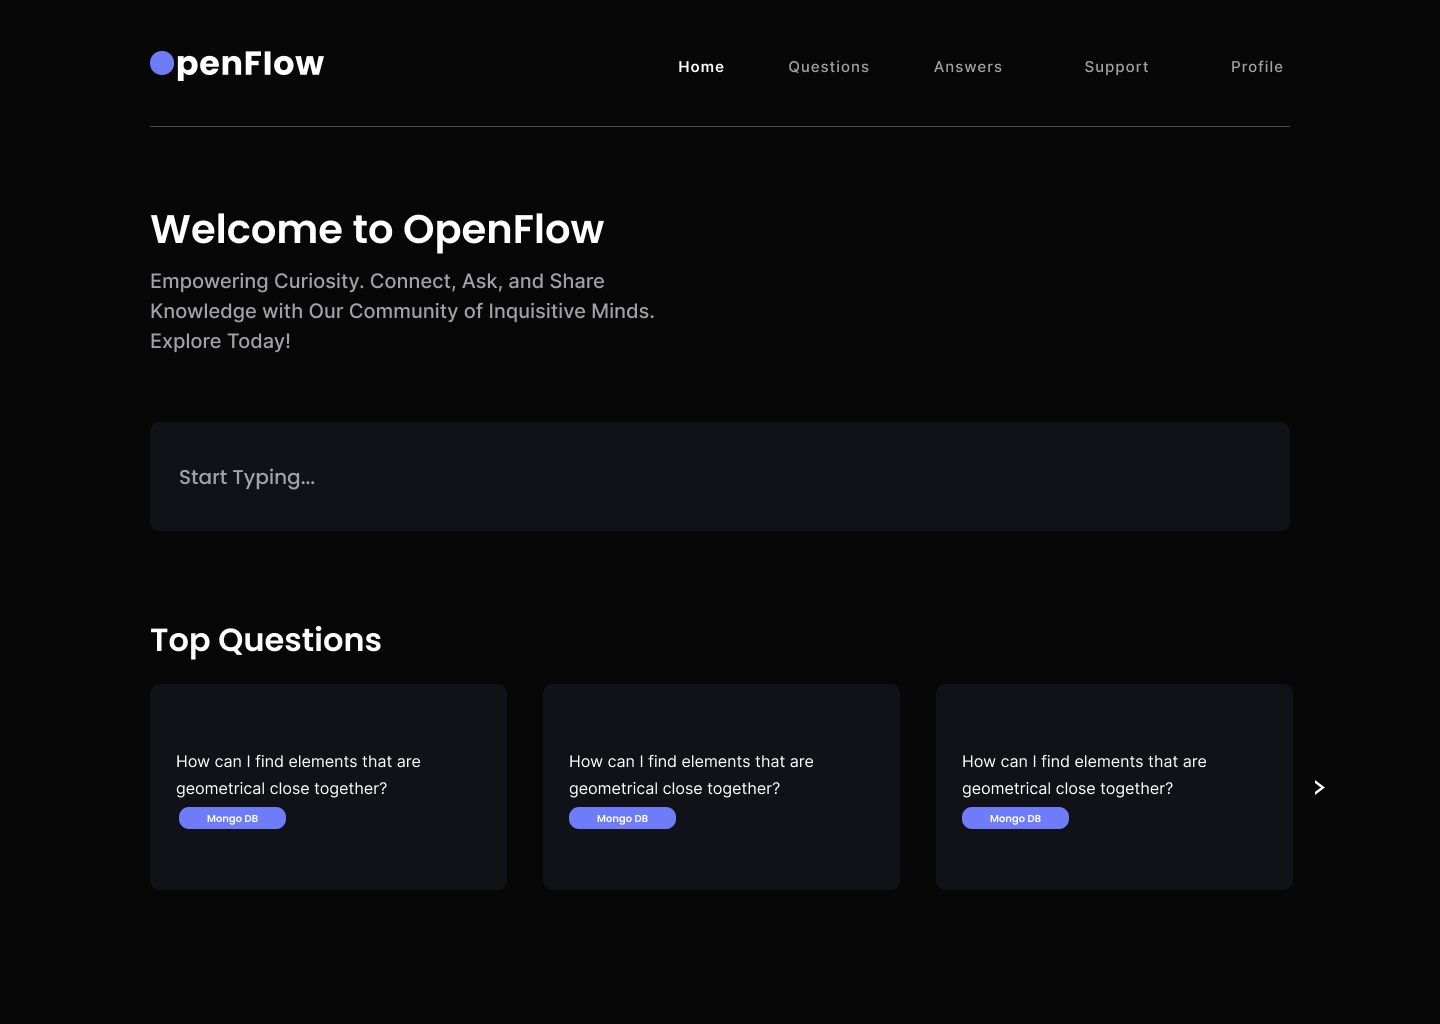 OpenFlow
Home Questions Answers Support Profile
Welcome to OpenFlow
Empowering Curiosity. Connect, Ask, and Share
Knowledge with Our Community of Inquisitive Minds.
Explore Today!
Start Typing...
Top Questions
How can I find elements that are
geometrical close together?
Mongo DB
How can I find elements that are
geometrical close together?
Mongo DB
How can I find elements that are
geometrical close together?
Mongo DB